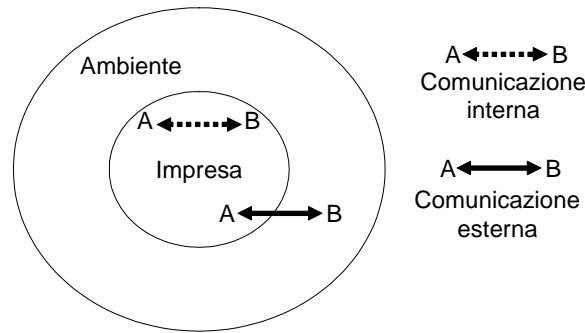 Ambiente
A B
Impresa
A B
A B
Comunicazione
interna
A B
Comunicazione
esterna